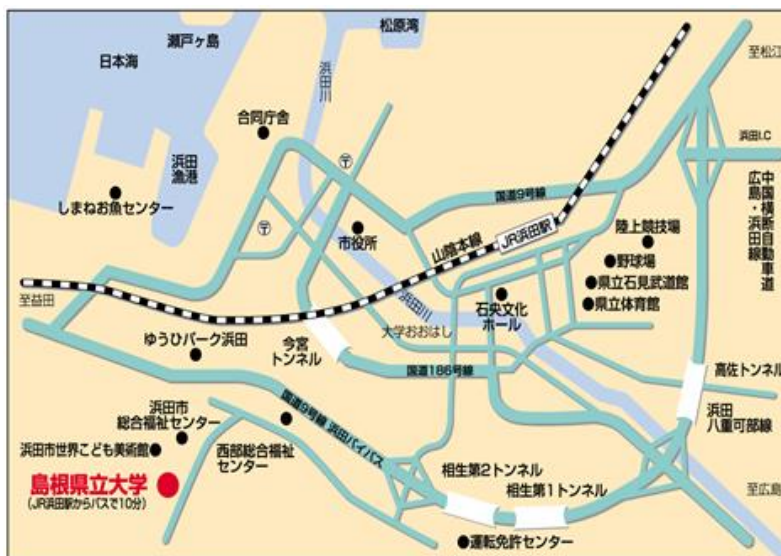 松原湾
瀬戸ヶ島
日本海
至松江
浜田川
合同庁舎
浜田I.C
浜田
漁港
〒
中国横断自動車道
広島・浜田線
しまねお魚センター
国道9号線
陸上競技場
〒
市役所
山陰本線
JR浜田駅
野球場
県立石見武道館
県立体育館
至益田
浜田川
石央文化
ホール
大学おおはし
ゆうひパーク浜田
今宮
トンネル
国道186号線
高佐トンネル
国道9号線 浜田バイパス
浜田
八重可部線
浜田市
総合福祉センター
浜田市世界こども美術館
西部総合福祉
センター
相生第2トンネル
相生第1トンネル
島根県立大学
(JR浜田駅からバスで10分)
至広島
運転免許センター